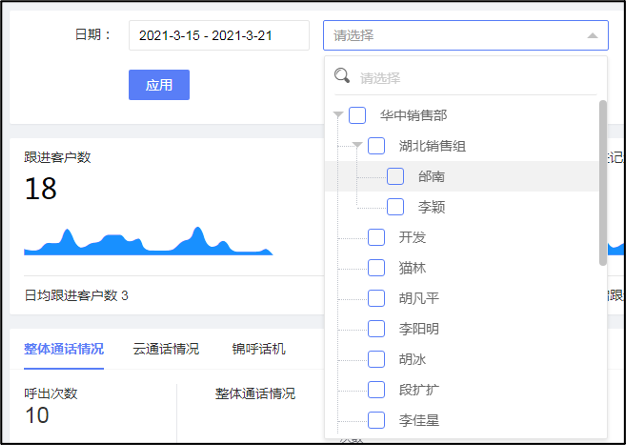 日期： 2021-3-15 - 2021-3-21 请选择
应用
请选择
华中销售部
湖北销售组
邰南
李颖
开发
猫林
胡凡平
李阳明
胡冰
段扩扩
李佳星
跟进客户数
18
日均跟进客户数 3
整体通话情况 云通话情况 锦呼话机
呼出次数 整体通话情况
10